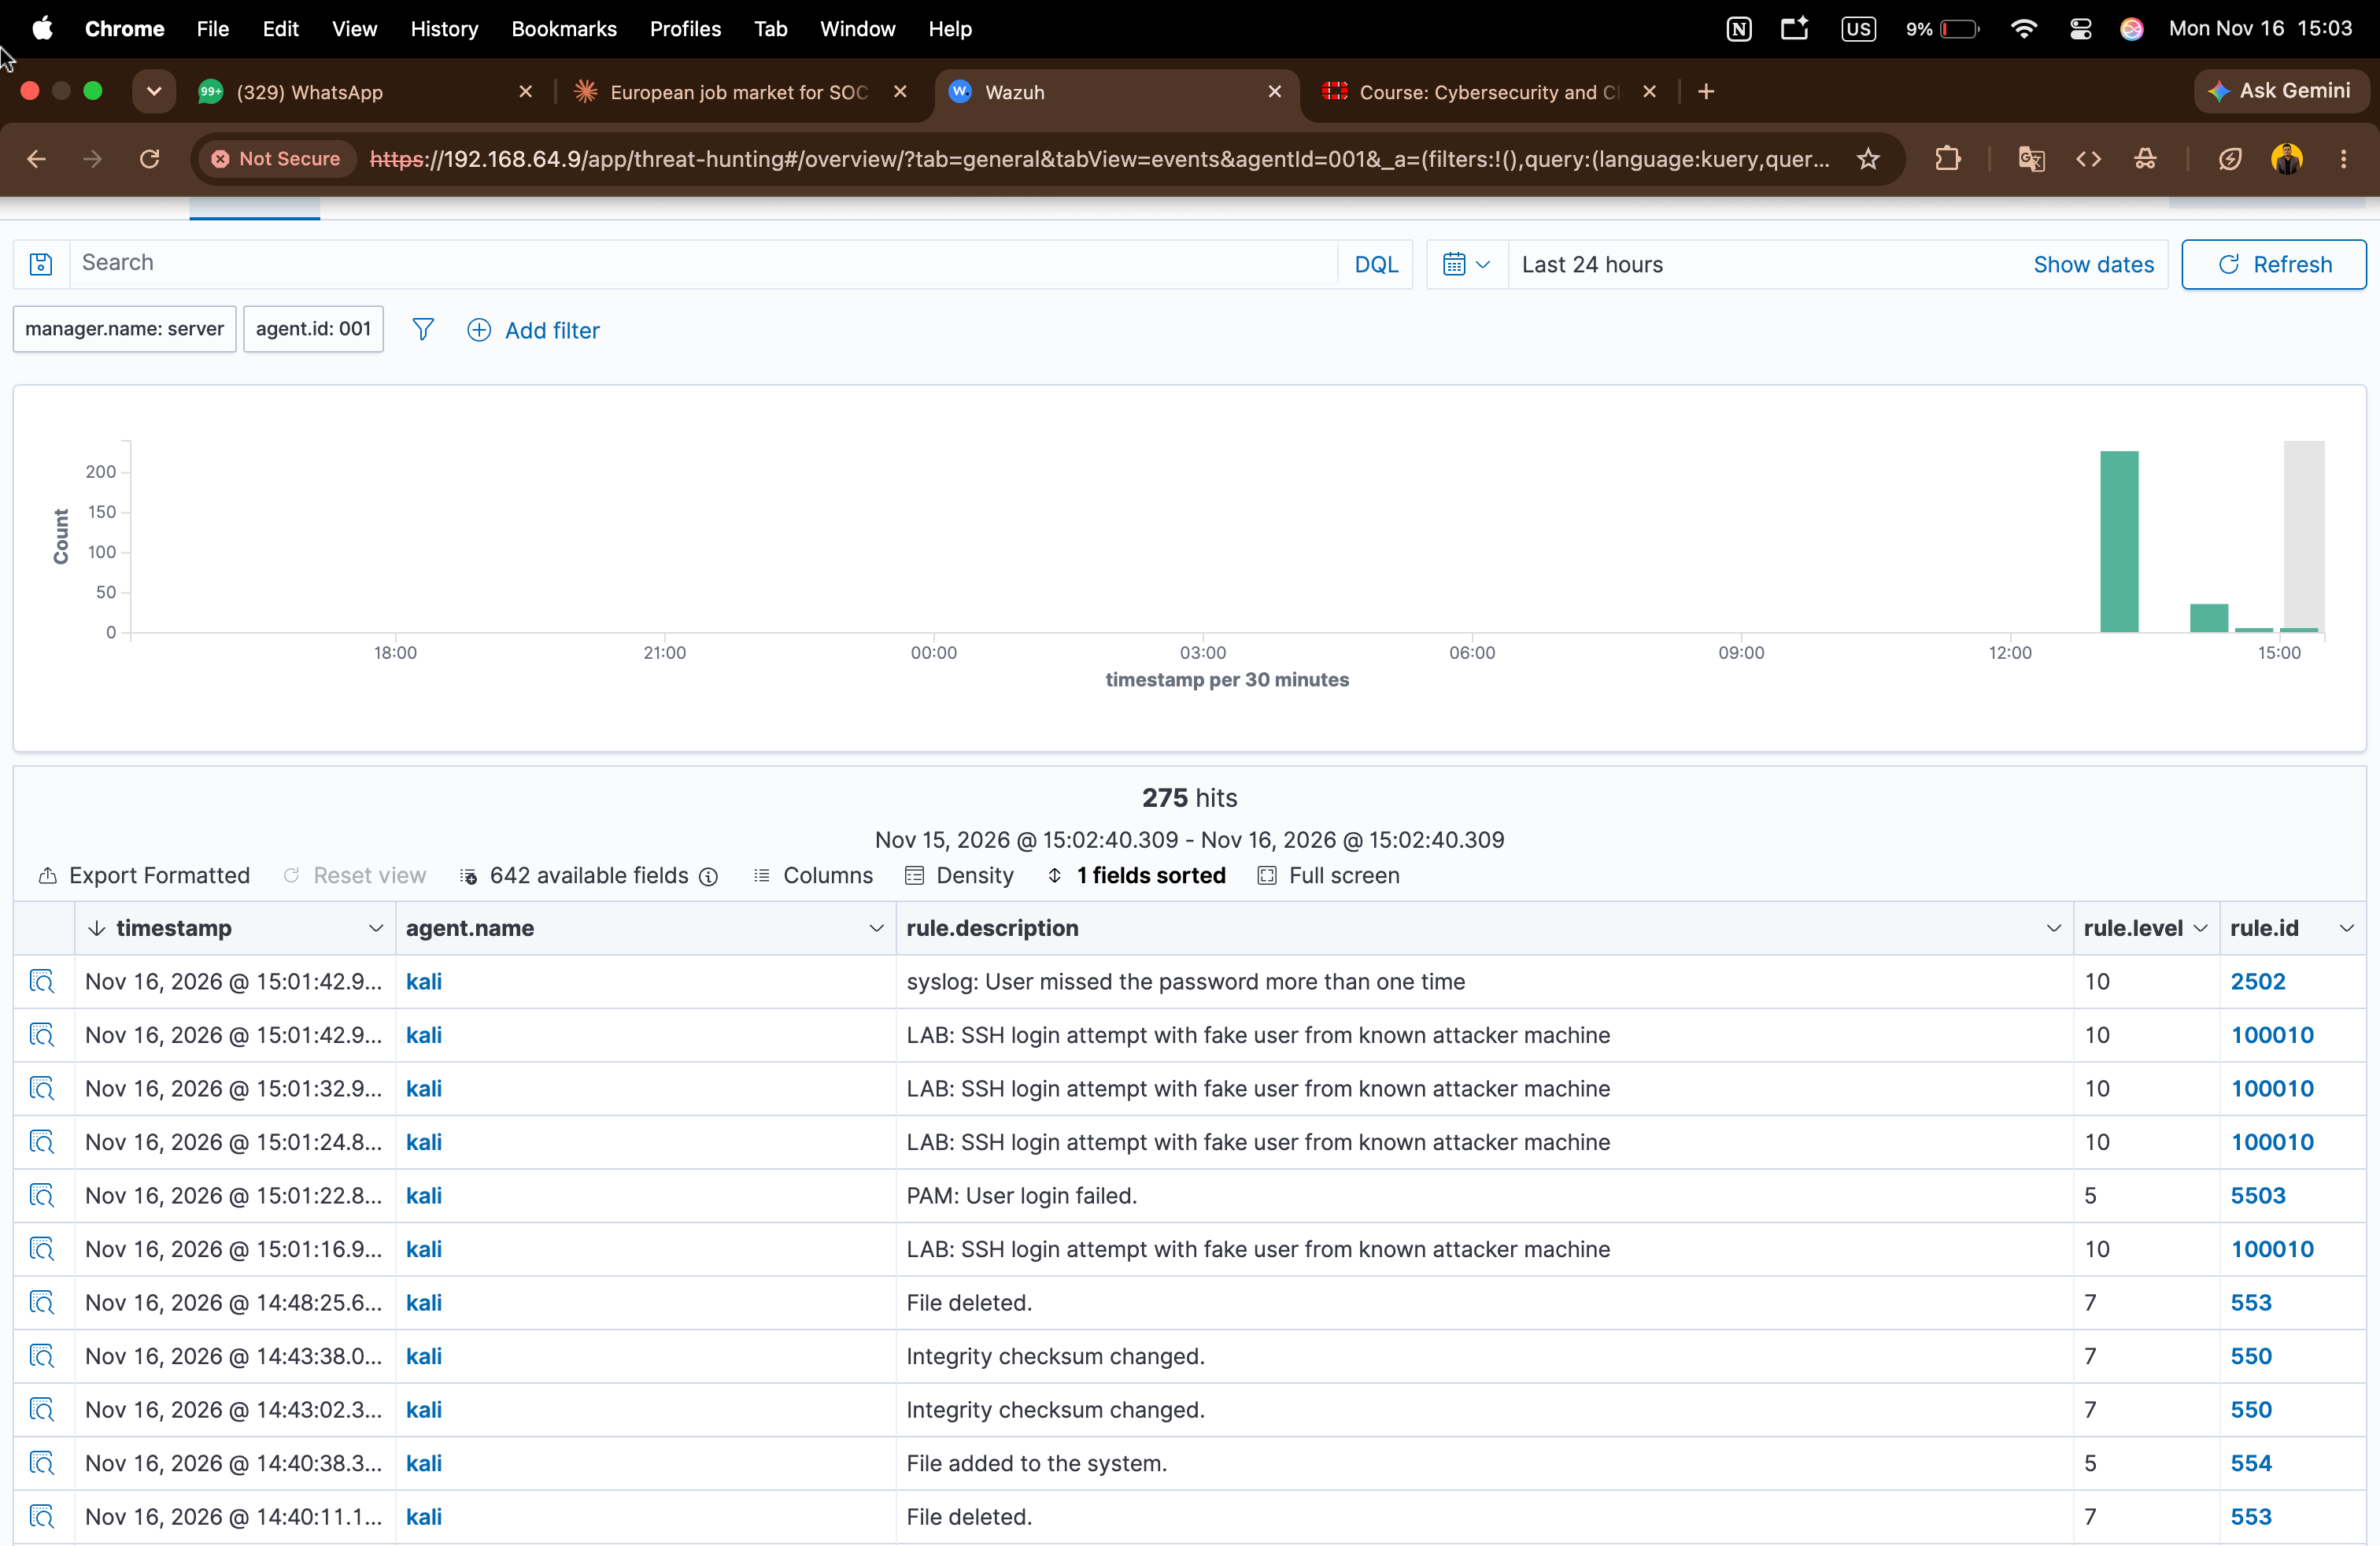 Chrome File Edit View History Bookmarks Profiles Tab Window Help N US 9% Mon Nov 16 15:03
99+ (329) WhatsApp European job market for SOC W. Wazuh Course: Cybersecurity and Cl Ask Gemini
Not Secure https://192.168.64.9/app/threat-hunting#/overview/?tab=general&tabView=events&agentId=001&_a=(filters:!(),query:(language:kuery,quer...
Search DQL Last 24 hours Show dates Refresh
manager.name: server agent.id: 001 Add filter
Count
200
150
100
50
0
18:00 21:00 00:00 03:00 06:00 09:00 12:00 15:00
timestamp per 30 minutes
275 hits
Nov 15, 2026 @ 15:02:40.309 - Nov 16, 2026 @ 15:02:40.309
Export Formatted Reset view 642 available fields Columns Density 1 fields sorted Full screen
timestamp agent.name rule.description rule.level rule.id
Nov 16, 2026 @ 15:01:42.9... kali syslog: User missed the password more than one time 10 2502
Nov 16, 2026 @ 15:01:42.9... kali LAB: SSH login attempt with fake user from known attacker machine 10 100010
Nov 16, 2026 @ 15:01:32.9... kali LAB: SSH login attempt with fake user from known attacker machine 10 100010
Nov 16, 2026 @ 15:01:24.8... kali LAB: SSH login attempt with fake user from known attacker machine 10 100010
Nov 16, 2026 @ 15:01:22.8... kali PAM: User login failed. 5 5503
Nov 16, 2026 @ 15:01:16.9... kali LAB: SSH login attempt with fake user from known attacker machine 10 100010
Nov 16, 2026 @ 14:48:25.6... kali File deleted. 7 553
Nov 16, 2026 @ 14:43:38.0... kali Integrity checksum changed. 7 550
Nov 16, 2026 @ 14:43:02.3... kali Integrity checksum changed. 7 550
Nov 16, 2026 @ 14:40:38.3... kali File added to the system. 5 554
Nov 16, 2026 @ 14:40:11.1... kali File deleted. 7 553